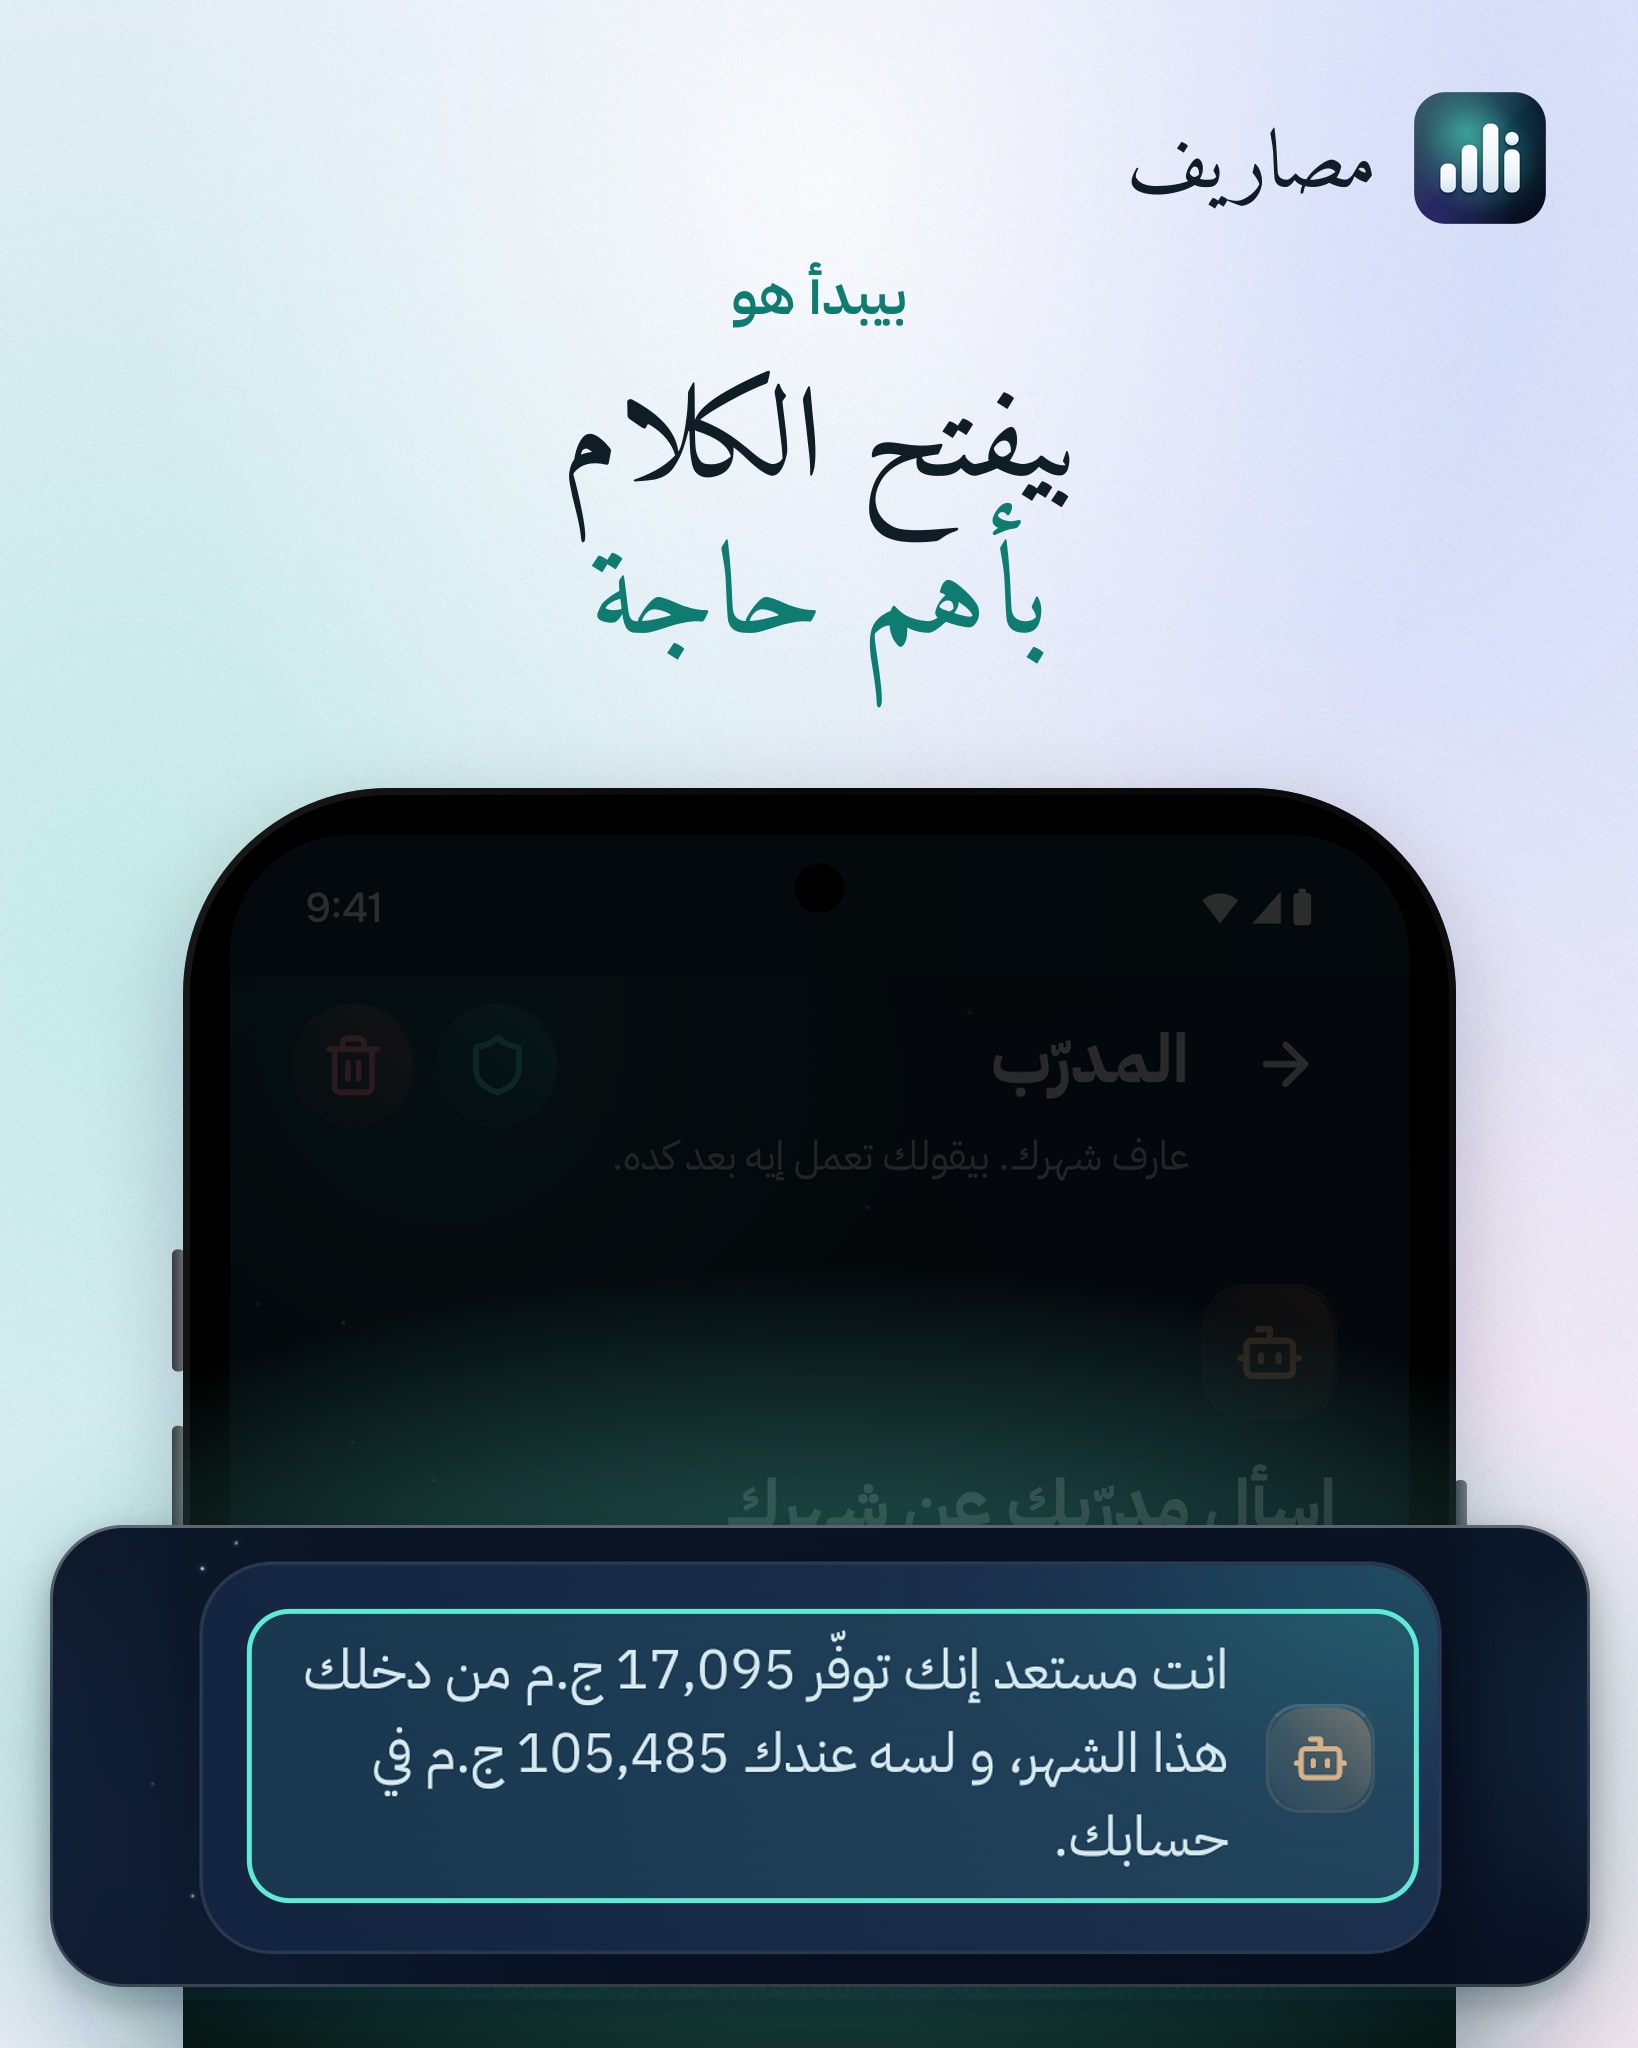 مصاريف
بيبدأ هو
بيفتح الكلام
بأهم حاجة
9:41
المدرّب
عارف شهرك. بيقولك تعمل إيه بعد كده.
اسأل مدرّبك عن شهرك
انت مستعد إنك توفّر 17,095 ج.م من دخلك
هذا الشهر، و لسه عندك 105,485 ج.م في
حسابك.